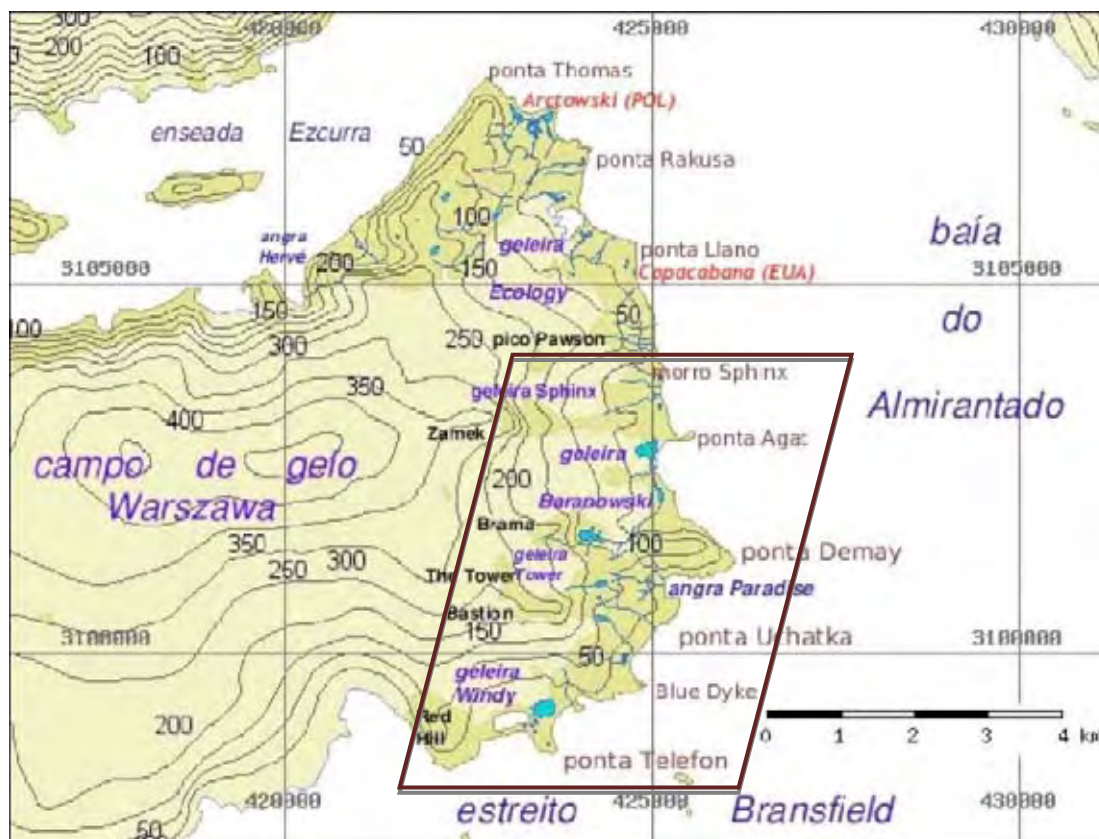 300
420000
425000
430000
200
100
ponta Thomas
Arctowski (POL)
enseada Ezcurra
50
ponta Rakusa
100
baía
angra
Hervé
geleira
ponta Llano
3105000
200
150
Copacabana (EUA)
3105000
Ecology
150
50
do
100
300
250
pico Pawson
350
geleira Sphinx
morro Sphinx
Almirantado
400
Zamek
ponta Agat
campo de gelo
geleira
Warszawa
200
Baranowski
Brama
350
300
100
ponta Demay
250
The Tower
geleira
Tower
angra Paradise
Bastion
3100000
150
ponta Uchatka
3100000
50
geleira
Windy
Blue Dyke
200
Red
Hill
0 1 2 3 4 km
ponta Telefon
420000
425000
430000
estreito Bransfield
50